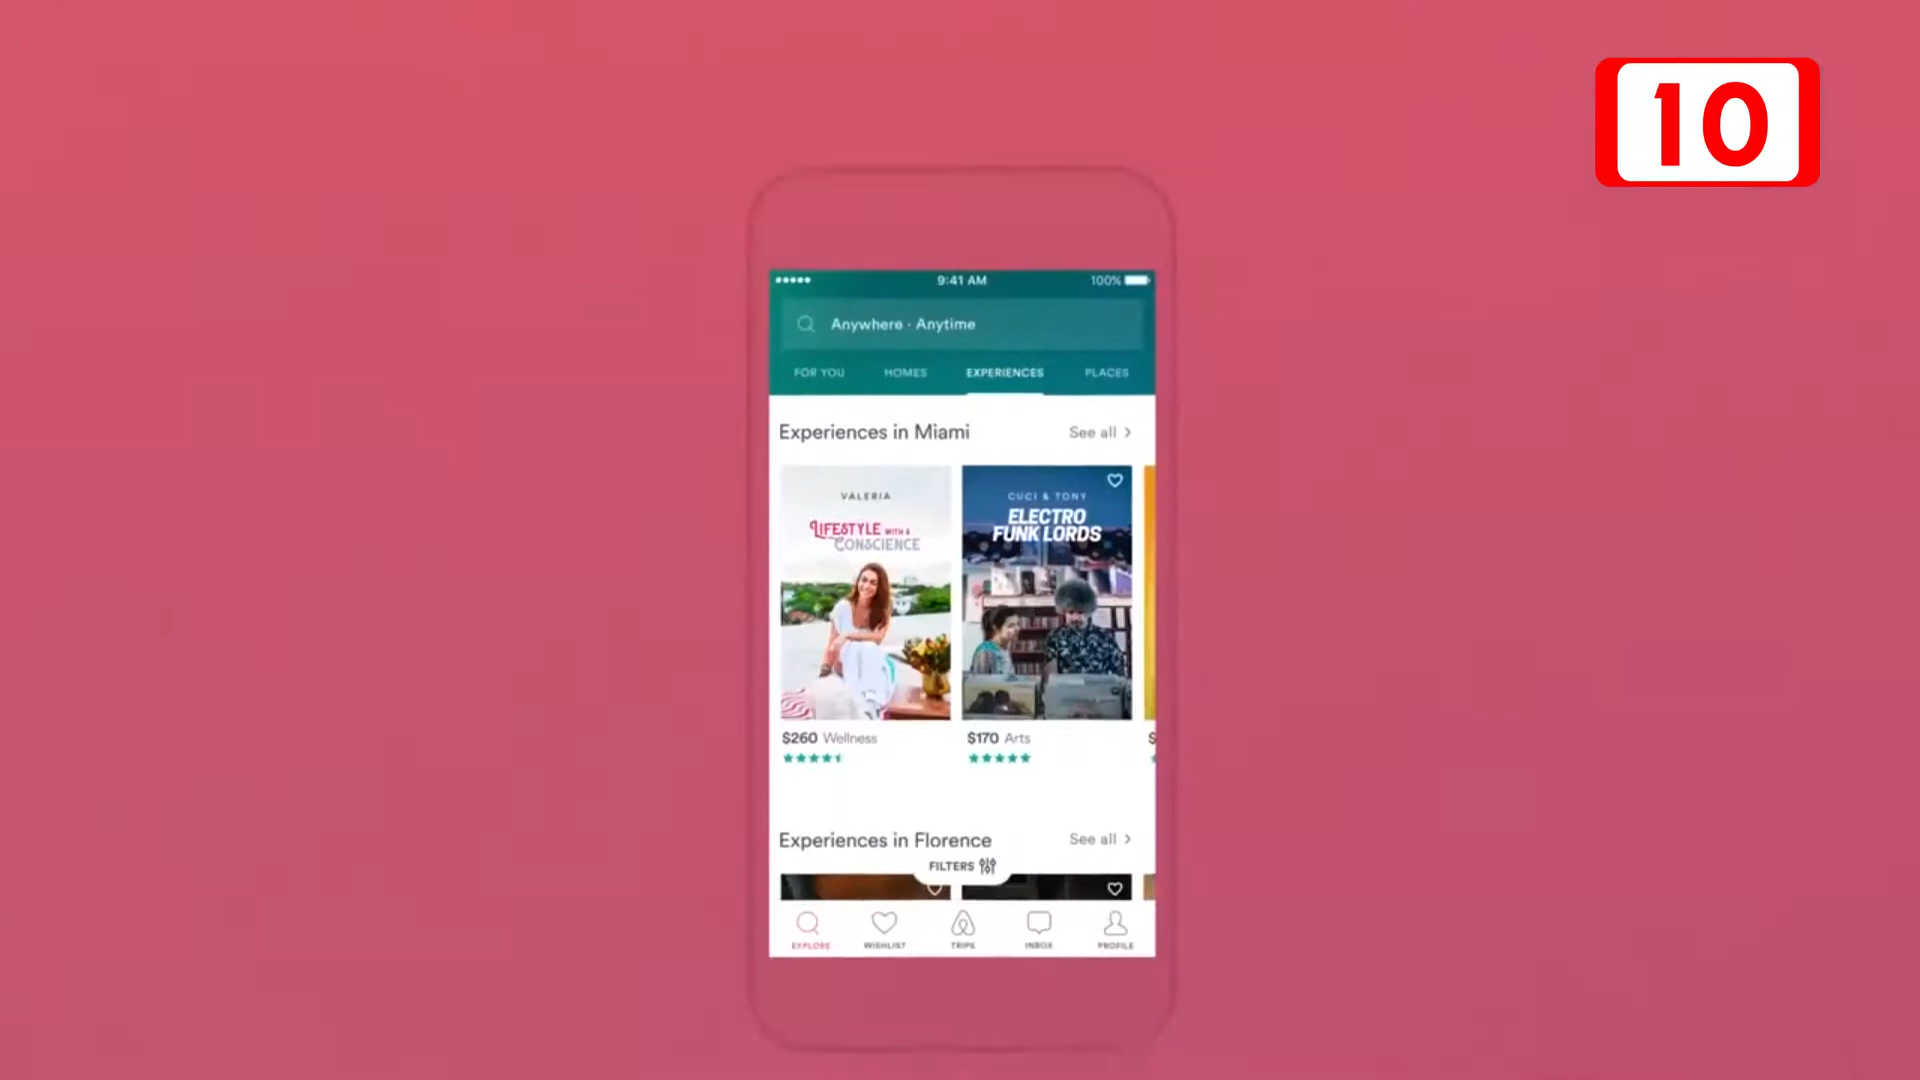 10
9:41 AM
100%
Anywhere · Anytime
FOR YOU HOMES EXPERIENCES PLACES
Experiences in Miami See all >
VALERIA
LIFESTYLE WITH A
CONSCIENCE
CUCI & TONY
ELECTRO
FUNK LORDS
$260 Wellness
$170 Arts
$
Experiences in Florence See all >
FILTERS
EXPLORE WISHLIST TRIPS INBOX PROFILE